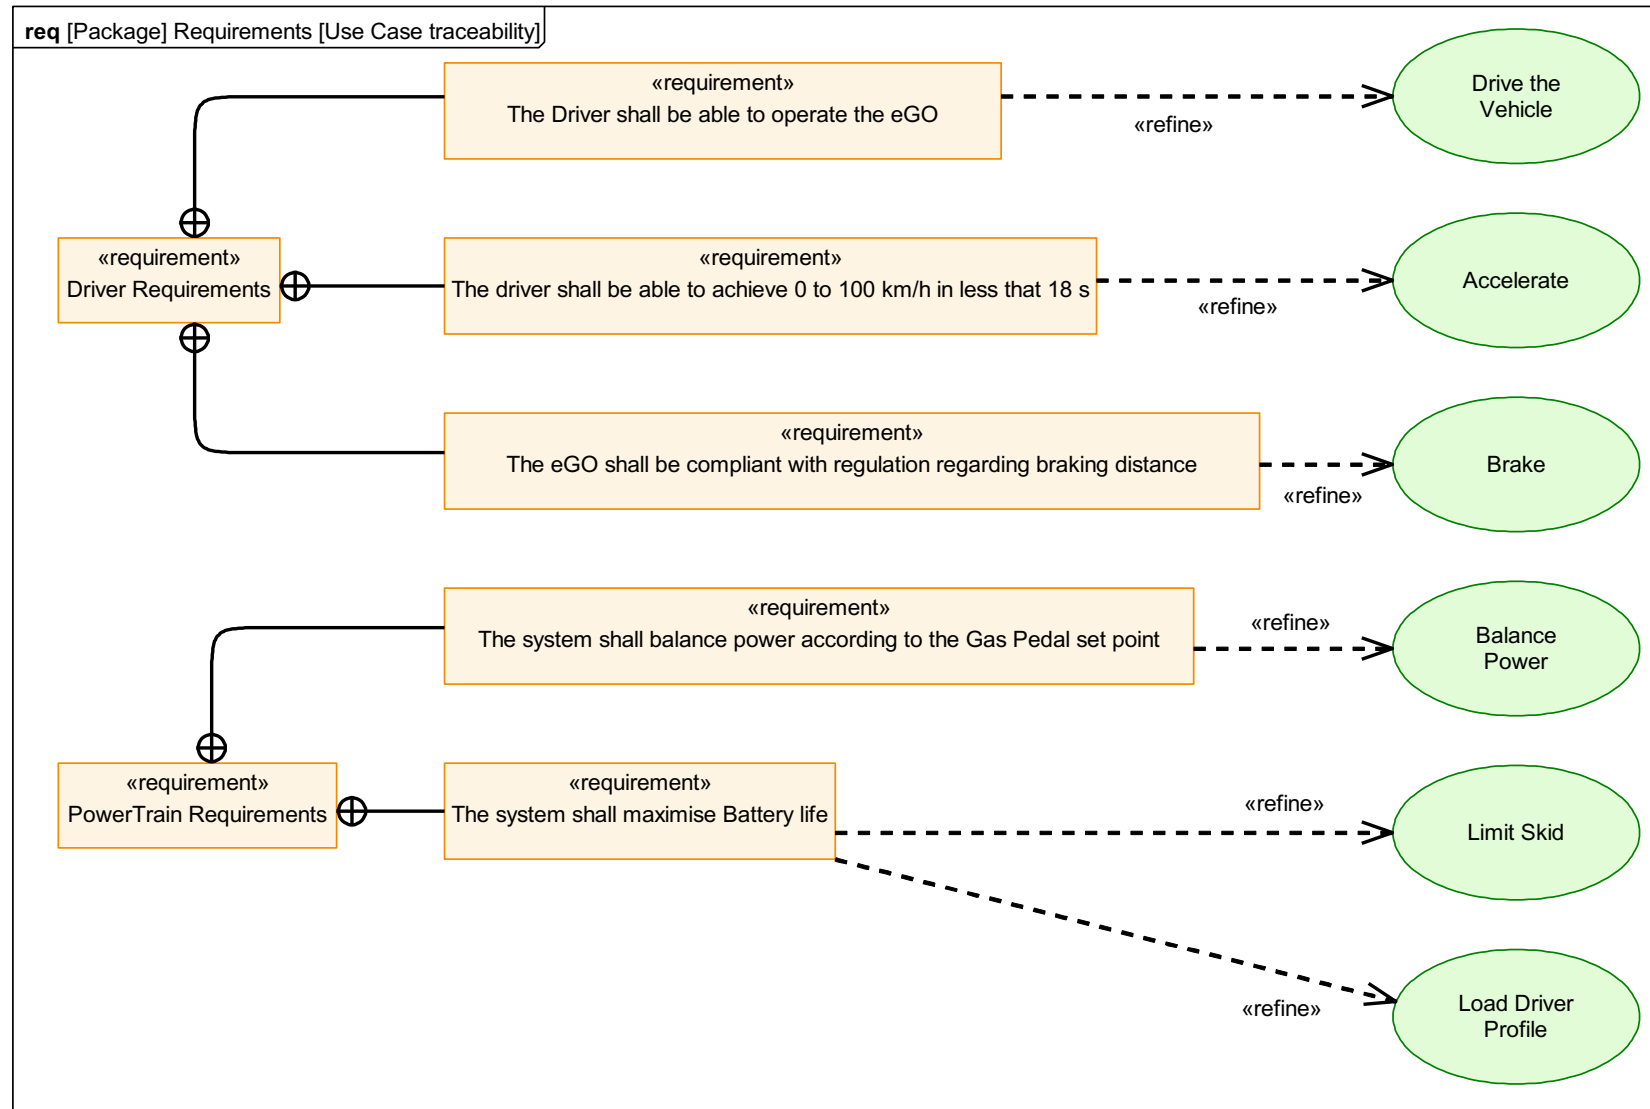 req [Package] Requirements [Use Case traceability]
«requirement»
The Driver shall be able to operate the eGO
«refine»
Drive the
Vehicle
«requirement»
Driver Requirements
«requirement»
The driver shall be able to achieve 0 to 100 km/h in less that 18 s
«refine»
Accelerate
«requirement»
The eGO shall be compliant with regulation regarding braking distance
«refine»
Brake
«requirement»
The system shall balance power according to the Gas Pedal set point
«refine»
Balance
Power
«requirement»
PowerTrain Requirements
«requirement»
The system shall maximise Battery life
«refine»
Limit Skid
«refine»
Load Driver
Profile